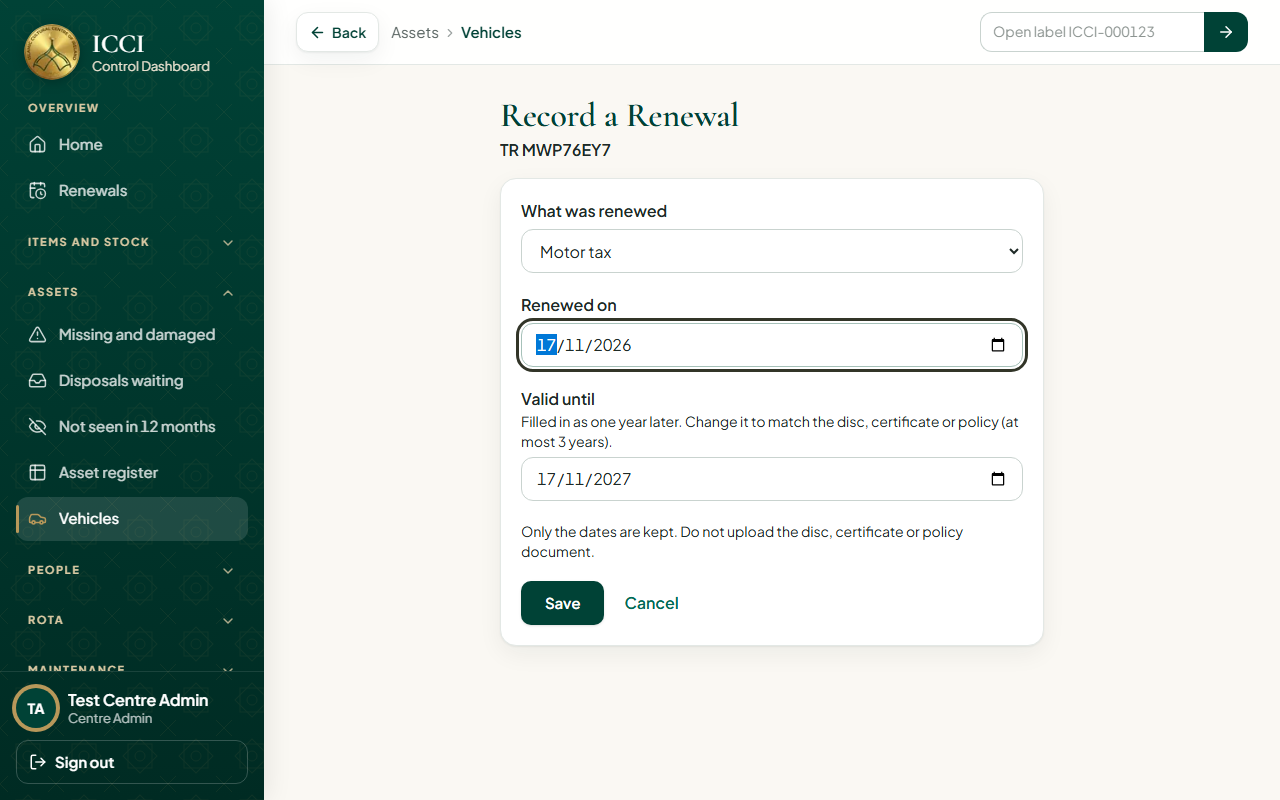 ICCI
Control Dashboard
OVERVIEW
Home
Renewals
ITEMS AND STOCK
ASSETS
Missing and damaged
Disposals waiting
Not seen in 12 months
Asset register
Vehicles
PEOPLE
ROTA
MAINTENANCE
TA
Test Centre Admin
Centre Admin
Sign out
Back
Assets > Vehicles
Open label ICCI-000123
Record a Renewal
TR MWP76EY7
What was renewed
Motor tax
Renewed on
17/11/2026
Valid until
Filled in as one year later. Change it to match the disc, certificate or policy (at
most 3 years).
17/11/2027
Only the dates are kept. Do not upload the disc, certificate or policy
document.
Save
Cancel